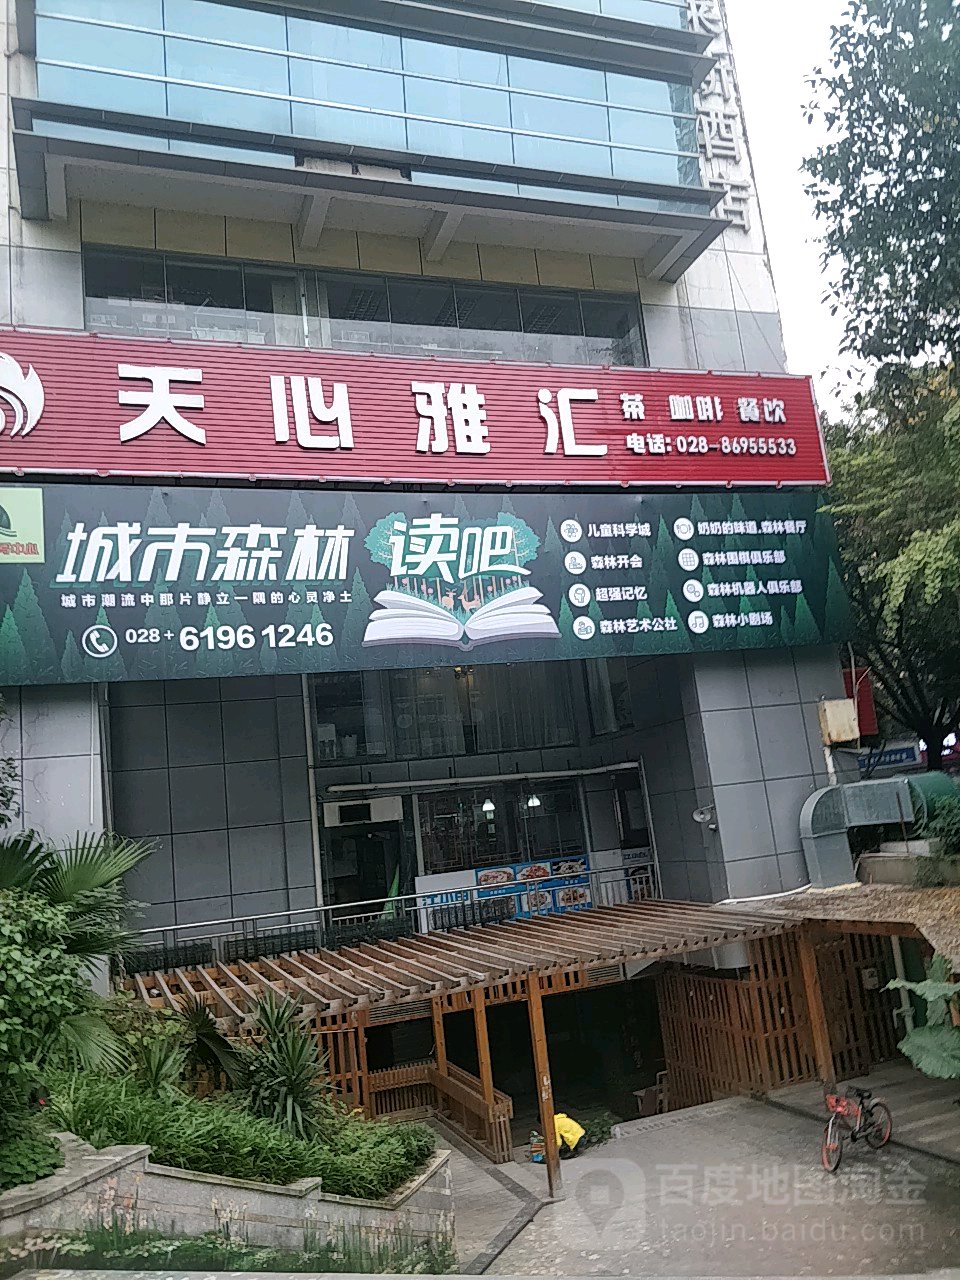 天心雅汇
茶 咖啡 餐饮
电话:028-86955533
城市森林 读吧
城市潮流中那片静立一隅的心灵净土
028+61961246
儿童科学城
森林开会
超强记忆
森林艺术公社
奶奶的味道.森林餐厅
森林围棋俱乐部
森林机器人俱乐部
森林小剧场
江小郎
百度地图淘金
taojin.baidu.com